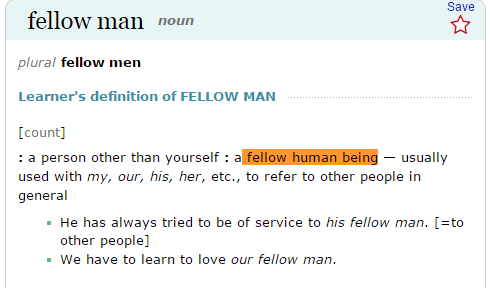 Save
fellow man noun
plural fellow men
Learner's definition of FELLOW MAN
[count]
: a person other than yourself : a fellow human being — usually
used with my, our, his, her, etc., to refer to other people in
general
He has always tried to be of service to his fellow man. [=to
other people]
We have to learn to love our fellow man.